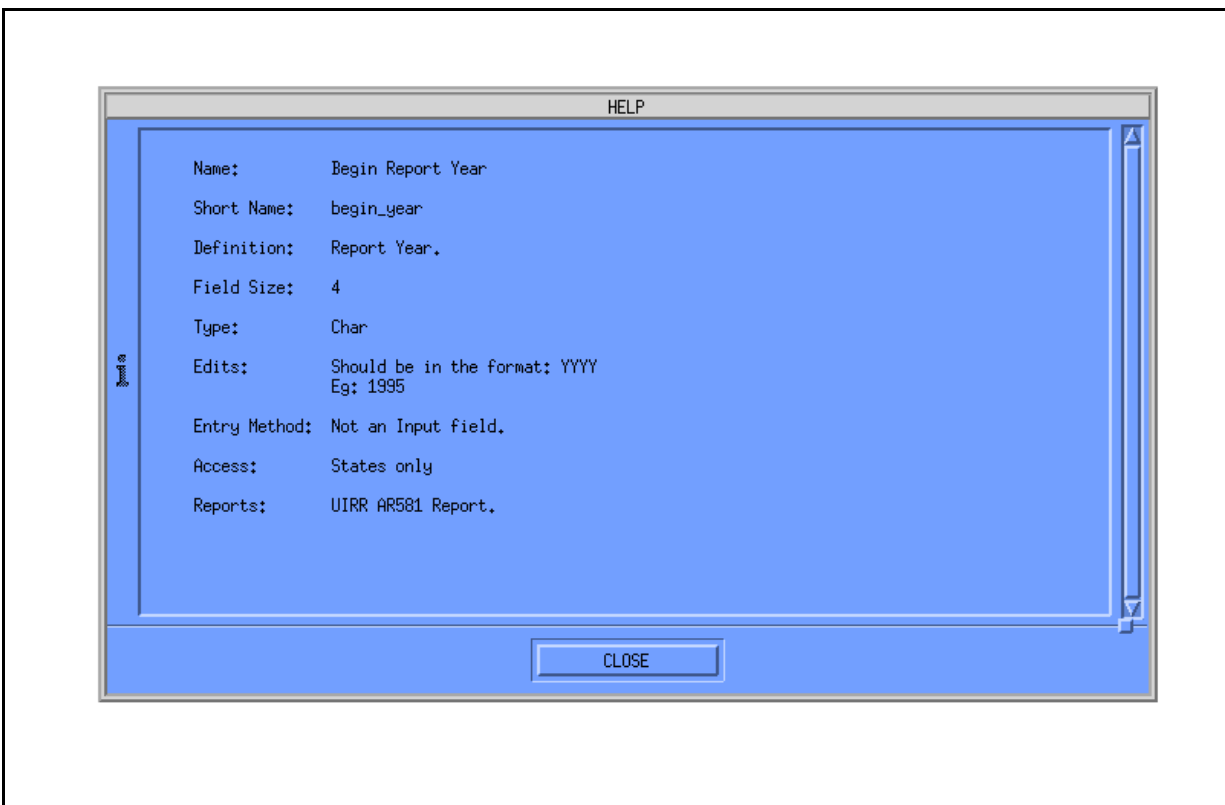 HELP
Name: Begin Report Year
Short Name: begin_year
Definition: Report Year.
Field Size: 4
Type: Char
Edits: Should be in the format: YYYY
Eg: 1995
Entry Method: Not an Input field.
Access: States only
Reports: UIRR AR581 Report.
CLOSE